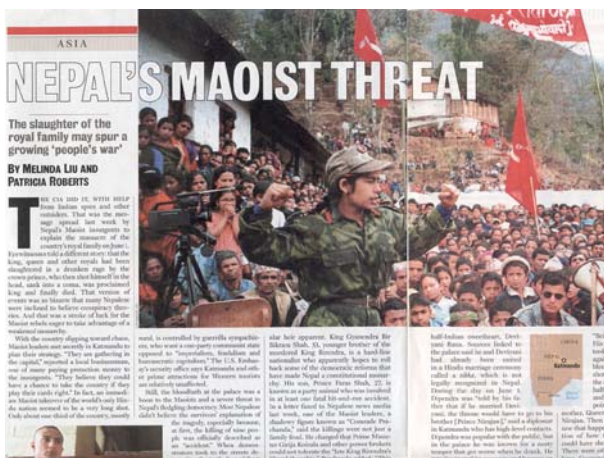 ASIA
NEPAL'S MAOIST THREAT
The slaughter of the
royal family may spur a
growing 'people's war'
BY MELINDA LIU AND
PATRICIA ROBERTS
THE CIA DID IT, WITH HELP
from Indian spies and other
outsiders. That was the mes-
sage spread last week by
Nepal's Maoist insurgents to
explain the massacre of the
country's royal family on June 1.
Eyewitnesses told a different story: that the
king, queen and other royals had been
slaughtered in a drunken rage by the
crown prince, who then shot himself in the
head, sank into a coma, was proclaimed
king and finally died. That version of
events was so bizarre that many Nepalese
were inclined to believe conspiracy theo-
ries. And that was a stroke of luck for the
Maoist rebels eager to take advantage of a
weakened monarchy.
With the country slipping toward chaos,
Maoist leaders met secretly in Katmandu to
plan their strategy. "They are gathering in
the capital," reported a local businessman,
one of many paying protection money to
the insurgents. "They believe they could
have a chance to take the country if they
play their cards right." In fact, an immedi-
ate Maoist takeover of the world's only Hin-
du nation seemed to be a very long shot.
Only about one third of the country, mostly
rural, is controlled by guerrilla sympathiz-
ers, who want a one-party communist state
opposed to "imperialism, feudalism and
bureaucratic capitalism." The U.S. Embas-
sy's security office says Katmandu and oth-
er prime attractions for Western tourists
are relatively unaffected.
Still, the bloodbath at the palace was a
boost to the Maoists and a severe threat to
Nepal's fledgling democracy. Most Nepalese
didn't believe the survivors' explanation of
the tragedy, especially because,
at first, the killing of nine peo-
ple was officially described as
an "accident." When demon-
strators took to the streets de-
ular heir apparent. King Gyanendra Bir
Bikram Shah, 53, younger brother of the
murdered King Birendra, is a hard-line
nationalist who apparently hopes to roll
back some of the democratic reforms that
have made Nepal a constitutional monar-
chy. His son, Prince Paras Shah, 27, is
known as a party animal who was involved
in at least one fatal hit-and-run accident.
In a letter faxed to Nepalese news media
last week, one of the Maoist leaders, a
shadowy figure known as "Comrade Pra-
chanda," said the killings were not just a
family feud. He charged that Prime Minis-
ter Girija Koirala and other power brokers
could not tolerate the "late King Birendra's
half-Indian sweetheart, Devi-
yani Rana. Sources linked to
the palace said he and Deviyani
had already been united
in a Hindu marriage ceremony
called a
legally recognized in Nepal.
During the day on June 1,
Dipendra was "told by his fa-
ther that if he married Devi-
yani, the throne would have to go to his
brother [Prince Nirajan]," said a diplomat
in Katmandu who has high-level contacts.
Dipendra was popular with the public, but
in the palace he was known for a nasty
temper that got worse when he drank. He
CHINA
Katmandu
INDIA